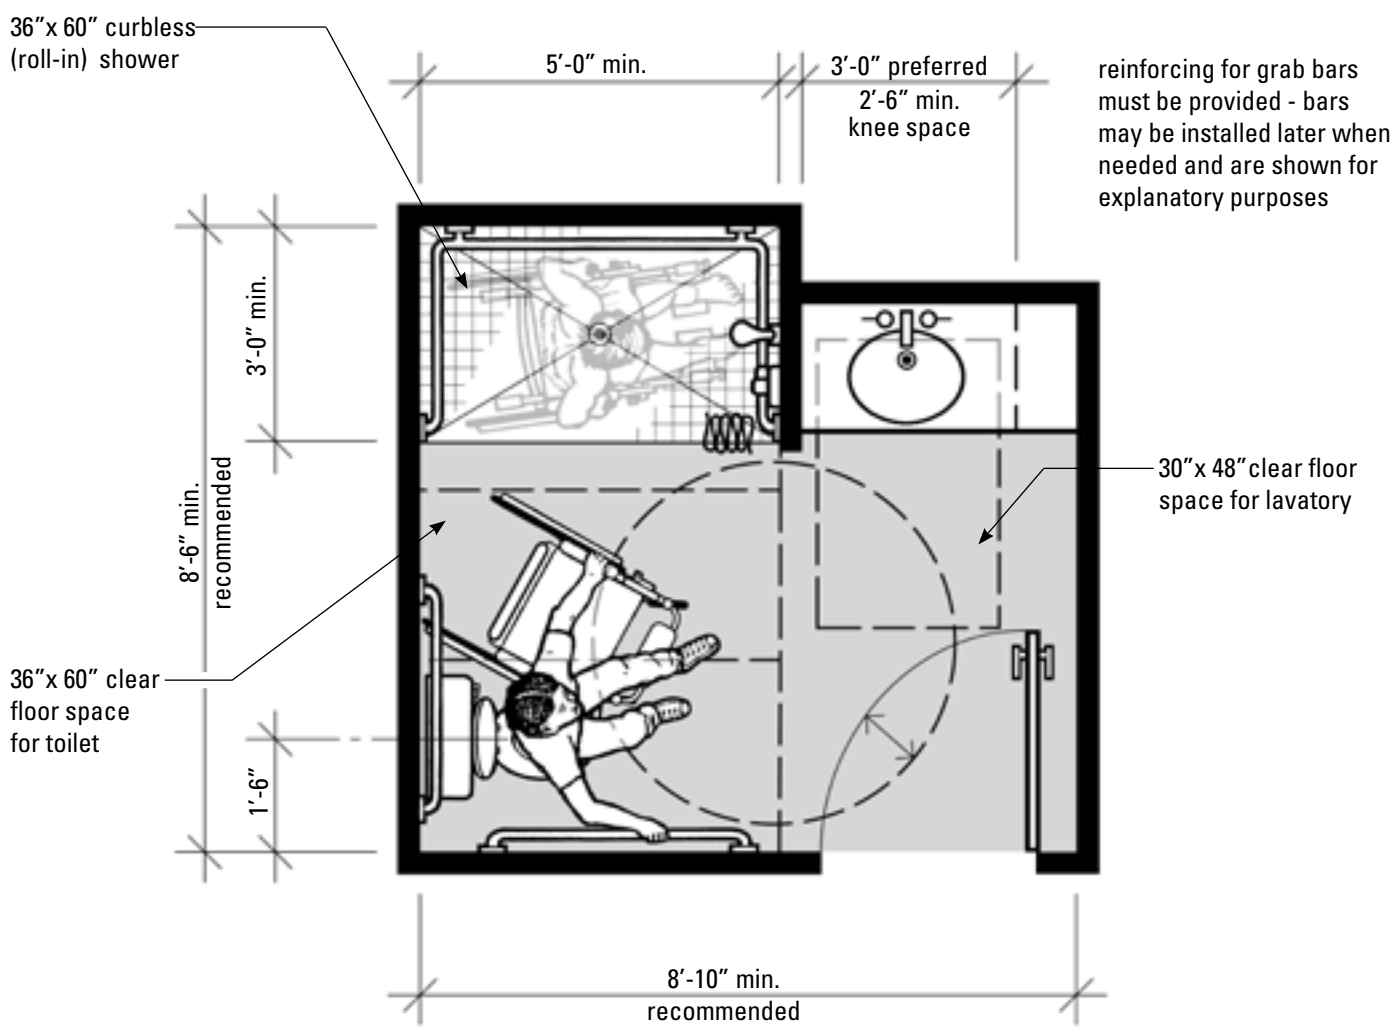 36”x 60” curbless
(roll-in) shower
5’-0” min.
3’-0” preferred
2’-6” min.
knee space
reinforcing for grab bars
must be provided - bars
may be installed later when
needed and are shown for
explanatory purposes
3’-0” min.
8’-6” min.
recommended
30”x 48”clear floor
space for lavatory
36”x 60” clear
floor space
for toilet
1’-6”
8’-10” min.
recommended